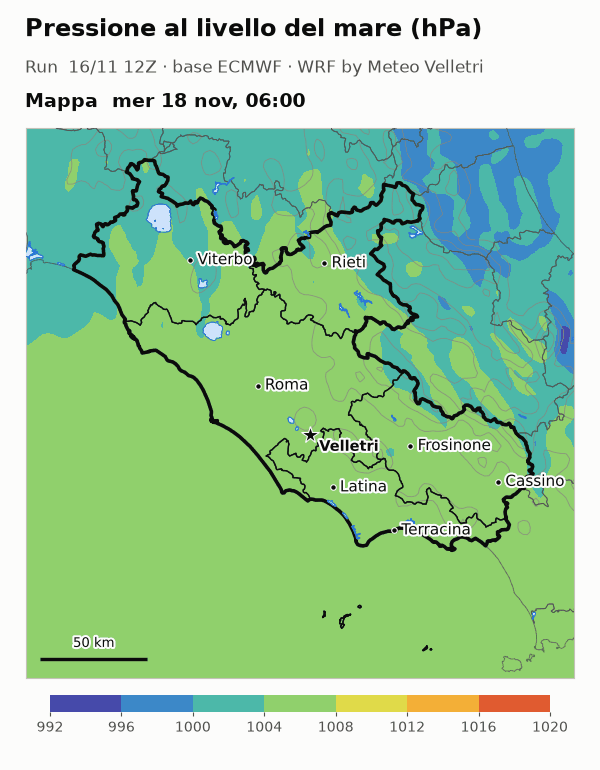 Pressione al livello del mare (hPa)
Run  16/11 12Z · base ECMWF · WRF by Meteo Velletri
Mappa  mer 18 nov, 06:00
Viterbo
Rieti
Roma
Velletri
Frosinone
Latina
Cassino
Terracina
50 km
992 996 1000 1004 1008 1012 1016 1020